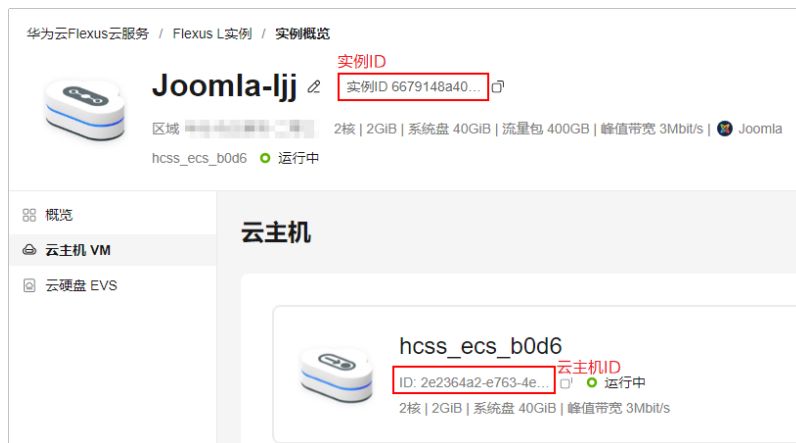 华为云Flexus云服务 / Flexus L实例 / 实例概览
实例ID
Joomla-ljj
实例ID 6679148a40...
区域
2核 | 2GiB | 系统盘 40GiB | 流量包 400GB | 峰值带宽 3Mbit/s | Joomla
hcss_ecs_b0d6 运行中
概览
云主机 VM
云硬盘 EVS
云主机
hcss_ecs_b0d6
云主机ID
ID: 2e2364a2-e763-4e... 运行中
2核 | 2GiB | 系统盘 40GiB | 峰值带宽 3Mbit/s